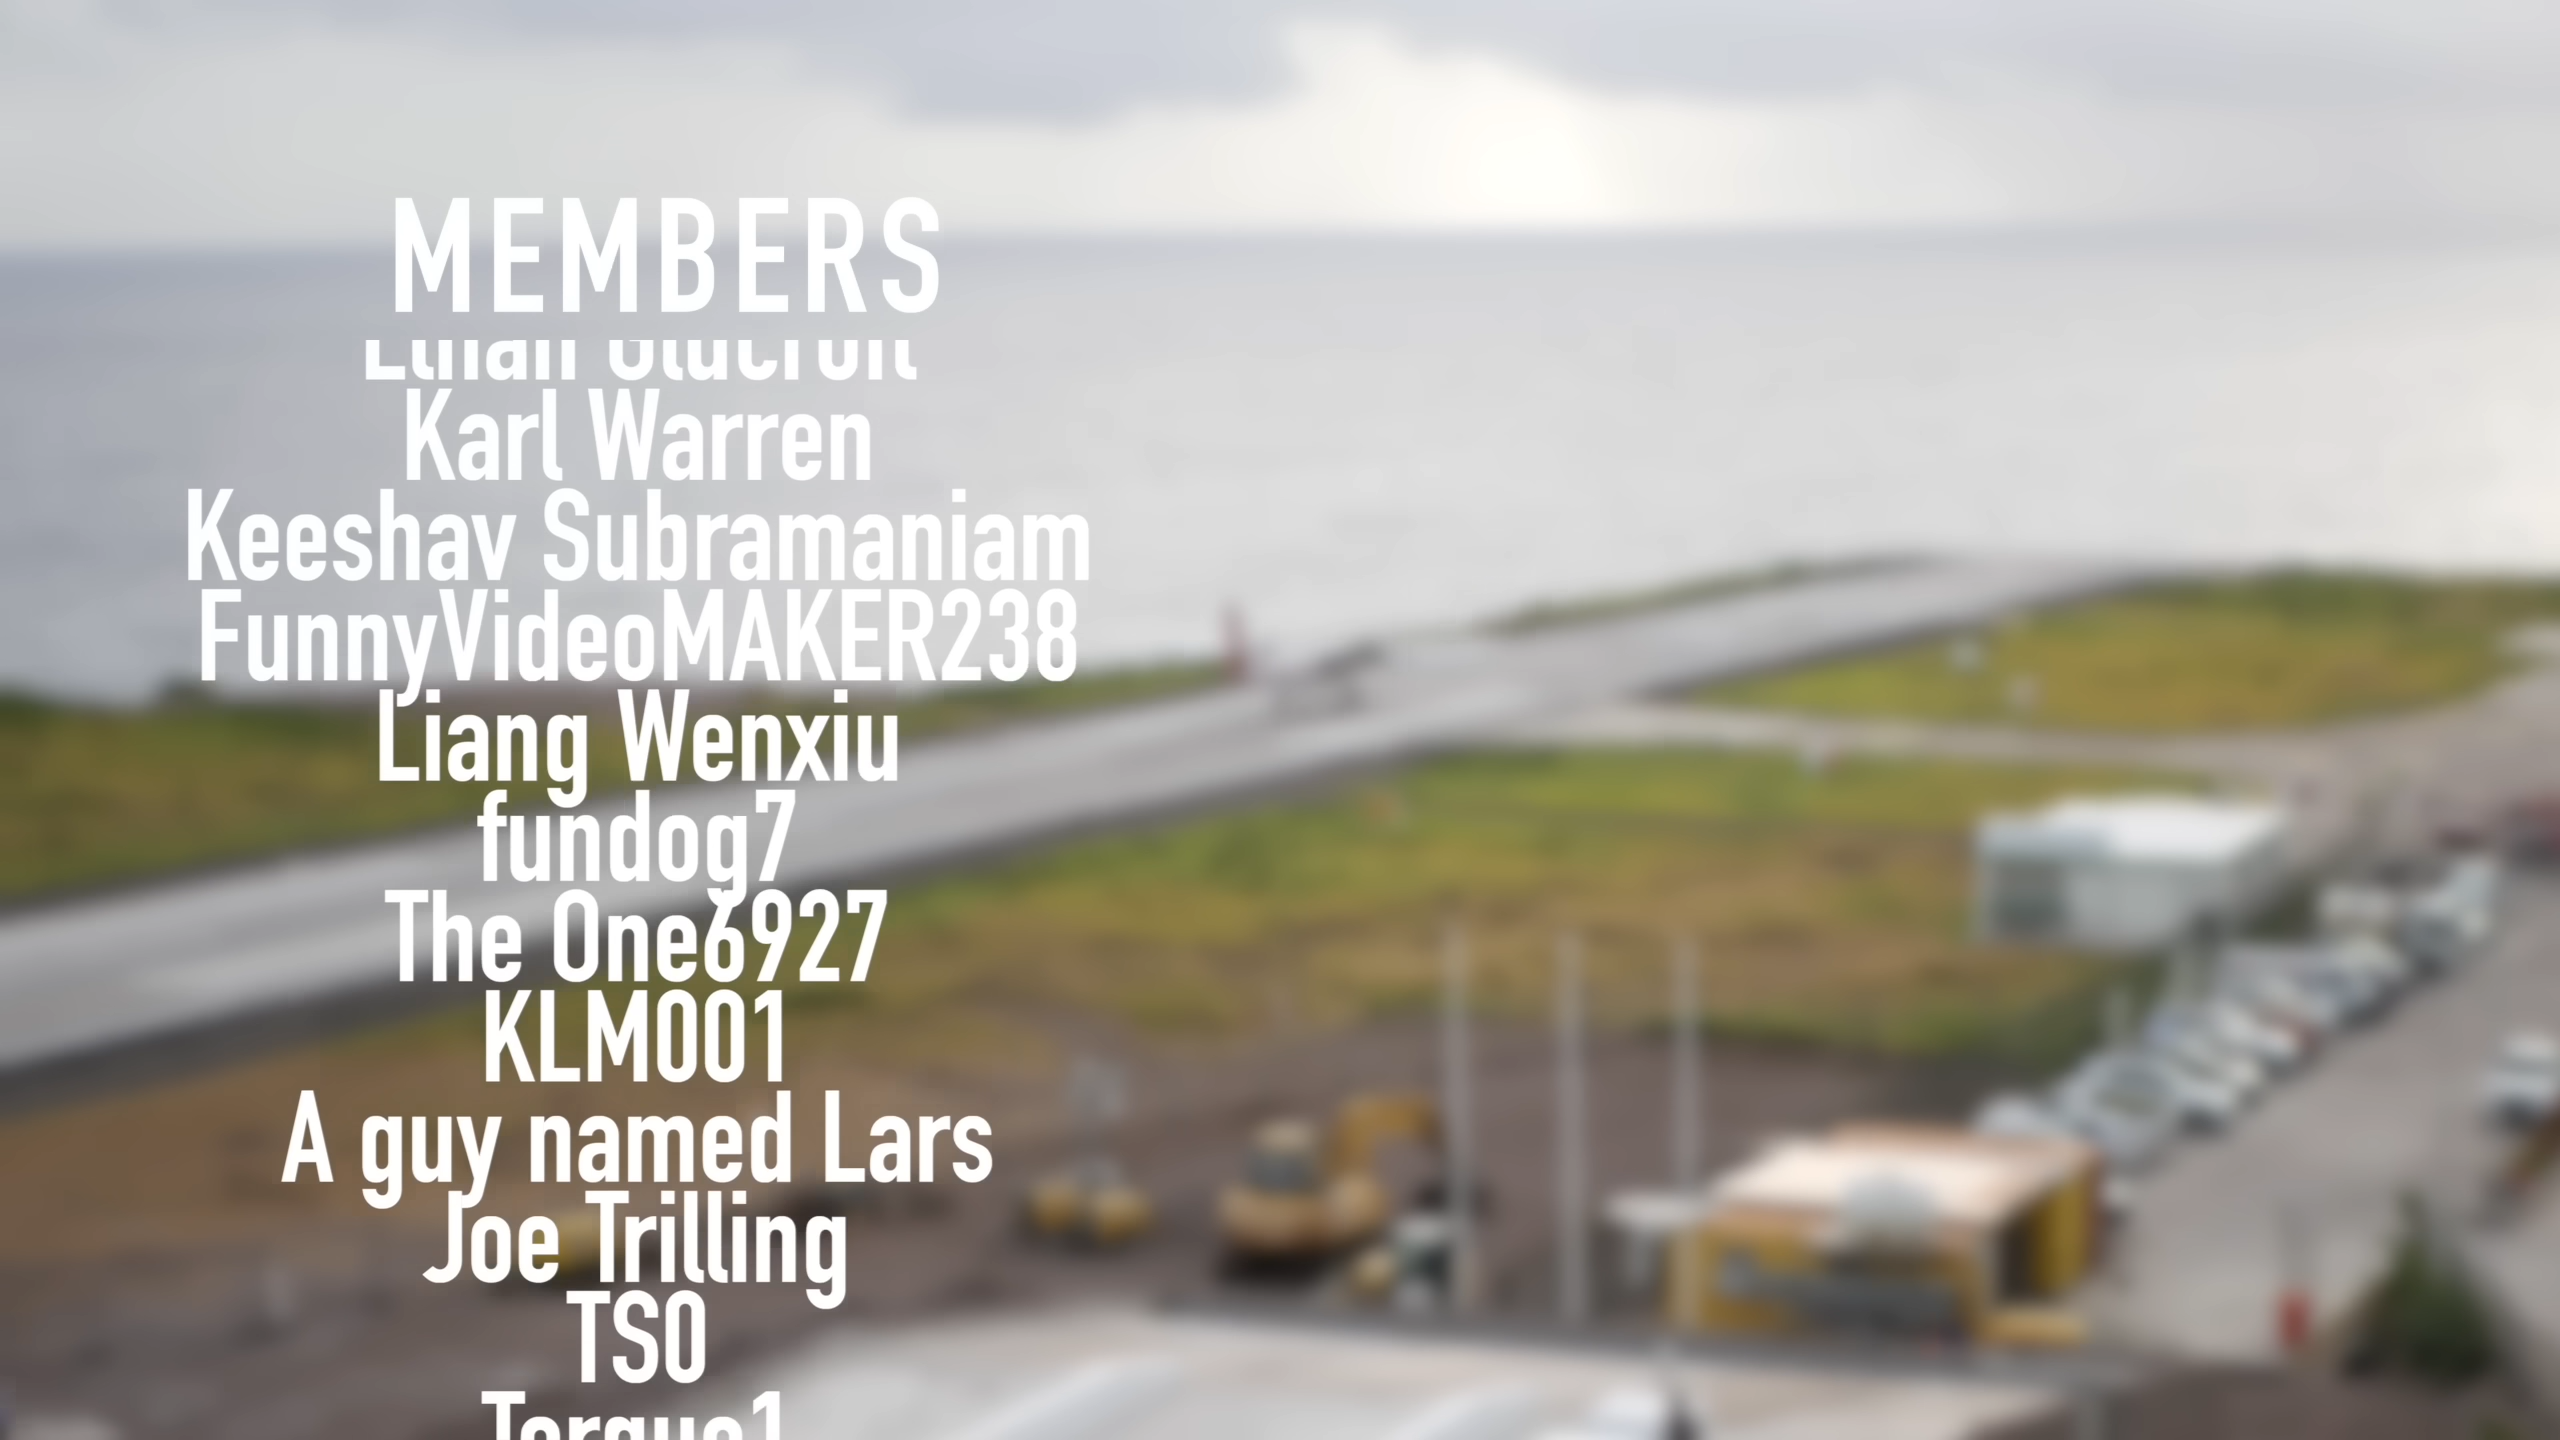 MEMBERS
Karl Warren
Keeshav Subramaniam
FunnyVideoMAKER238
Liang Wenxiu
fundog7
The One6927
KLM001
A guy named Lars
Joe Trilling
TSO